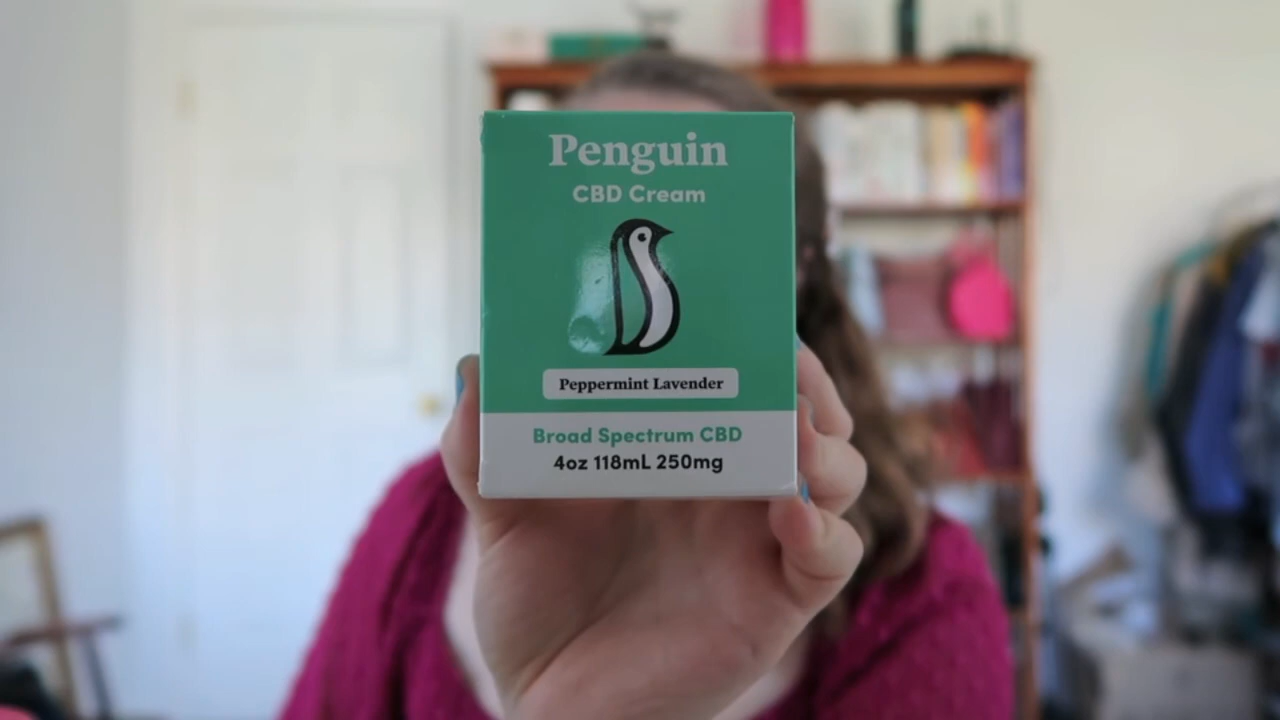 Penguin
CBD Cream
Peppermint Lavender
Broad Spectrum CBD
4oz 118mL 250mg